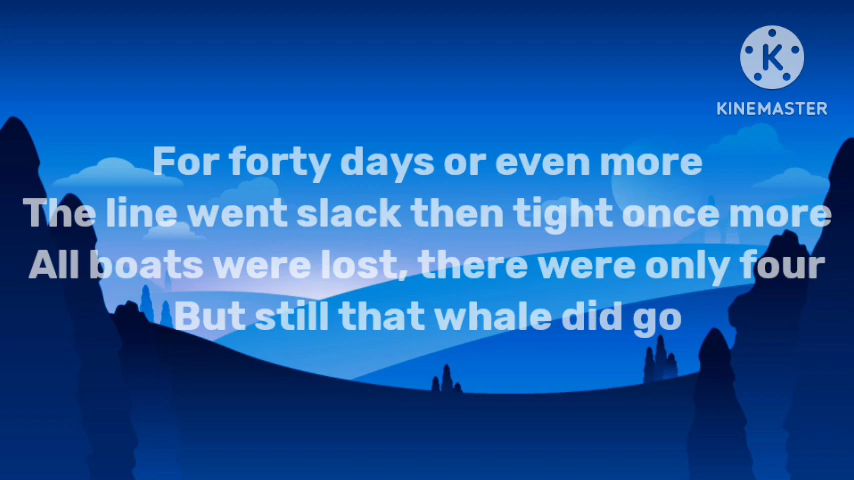 KINEMASTER
For forty days or even more
The line went slack then tight once more
All boats were lost, there were only four
But still that whale did go